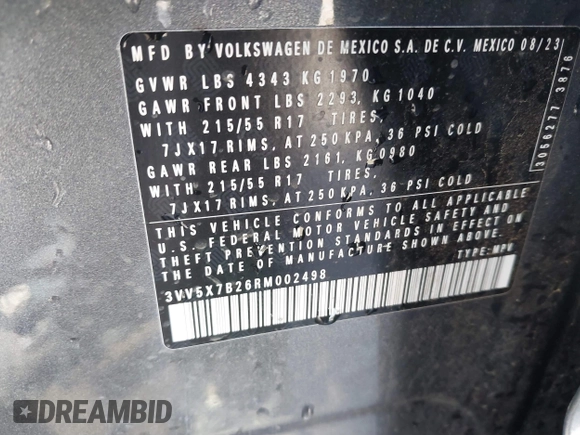 MFD BY VOLKSWAGEN DE MEXICO S.A. DE C.V. MEXICO 08/23
GVWR LBS 4343 KG 1970
GAWR FRONT LBS 2293, KG 1040
WITH 215/55 R17 TIRES,
7JX17 RIMS, AT 250 KPA, 36 PSI COLD
GAWR REAR LBS 2161, KG 0980
WITH 215/55 R17 TIRES,
7JX17 RIMS, AT 250 KPA, 36 PSI COLD
THIS VEHICLE CONFORMS TO ALL APPLICABLE
U.S. FEDERAL MOTOR VEHICLE SAFETY AND
THEFT PREVENTION STANDARDS IN EFFECT ON
DATE OF MANUFACTURE SHOWN ABOVE.
TYPE: MPV
3VV5X7B26RM002498
3056277 3876
DREAMBID